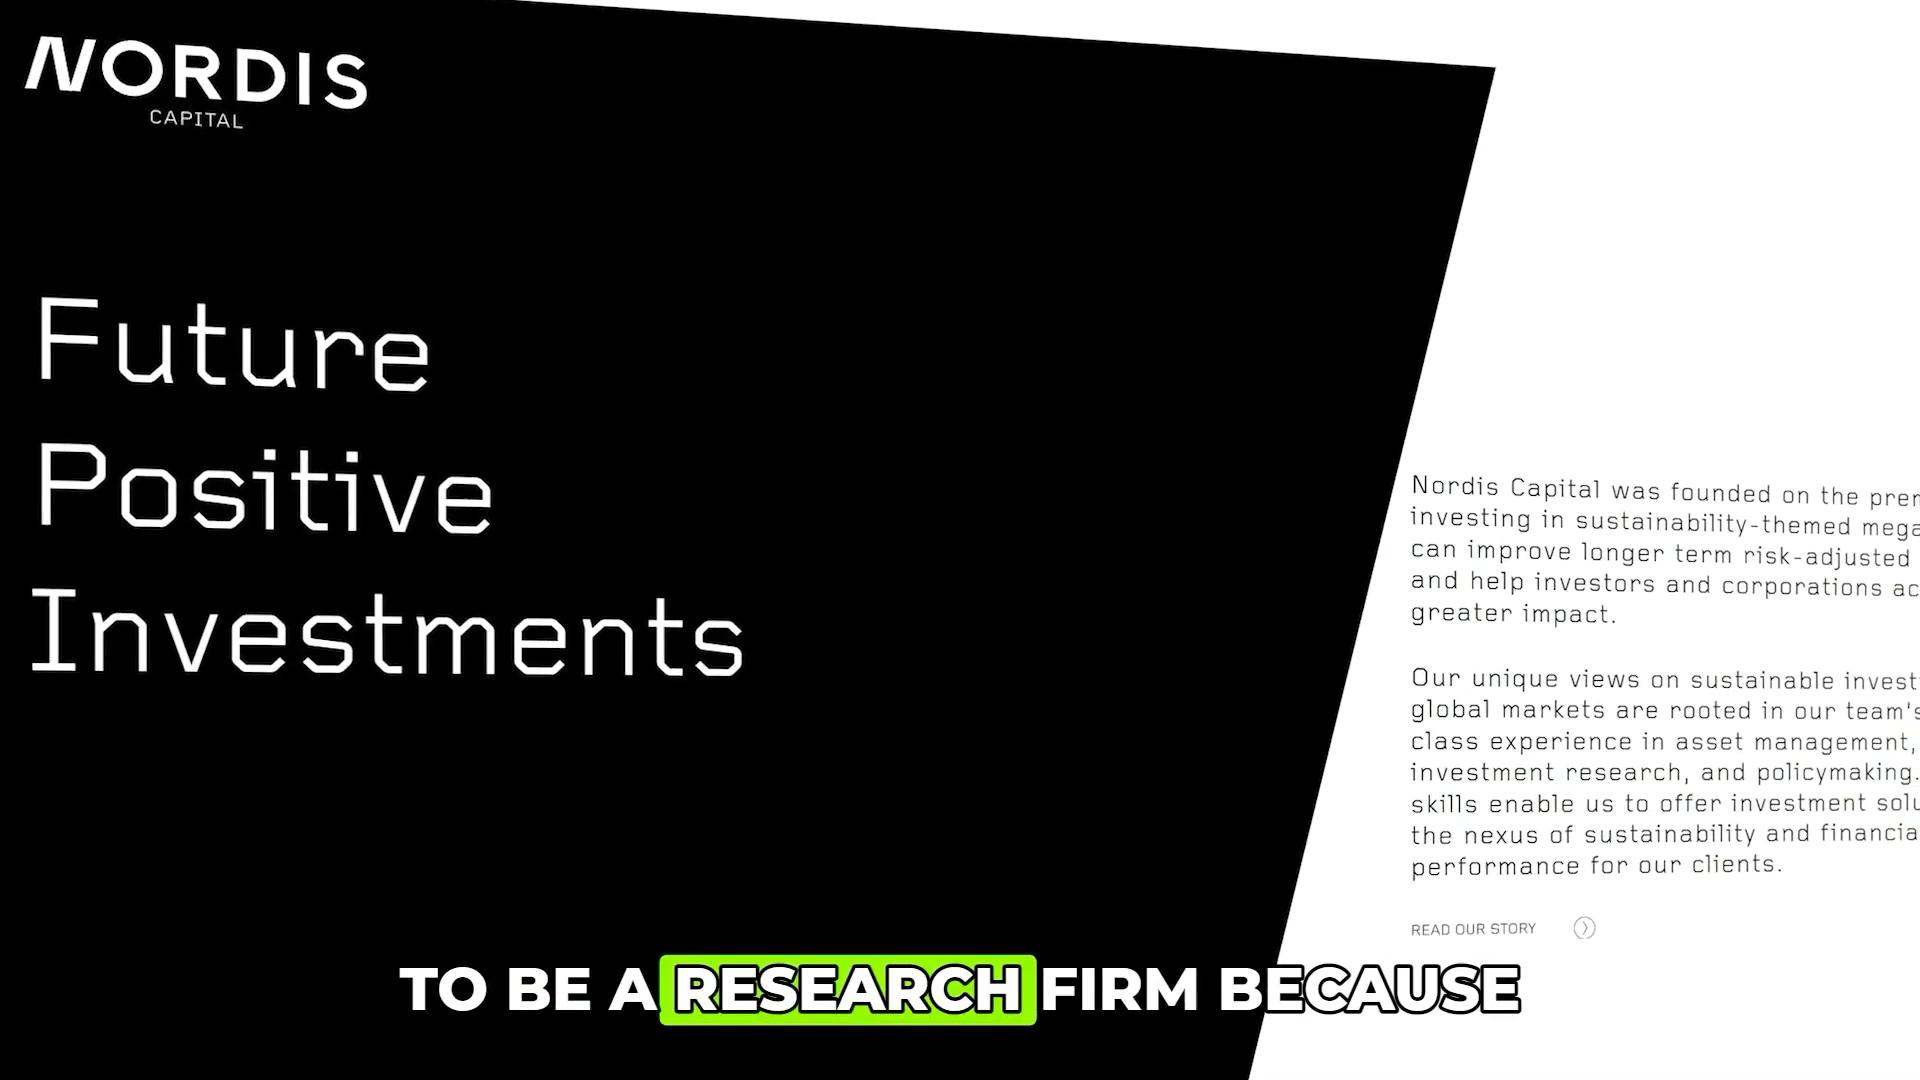 NORDIS
CAPITAL
Future
Positive
Investments
Nordis Capital was founded on the
investing in sustainability-themed
can improve longer term risk-adjusted
and help investors and corporations
greater impact.
Our unique views on sustainable
global markets are rooted in our team's
class experience in asset management,
investment research, and policymaking.
skills enable us to offer investment
the nexus of sustainability and
performance for our clients.
READ OUR STORY
TO BE A RESEARCH FIRM BECAUSE